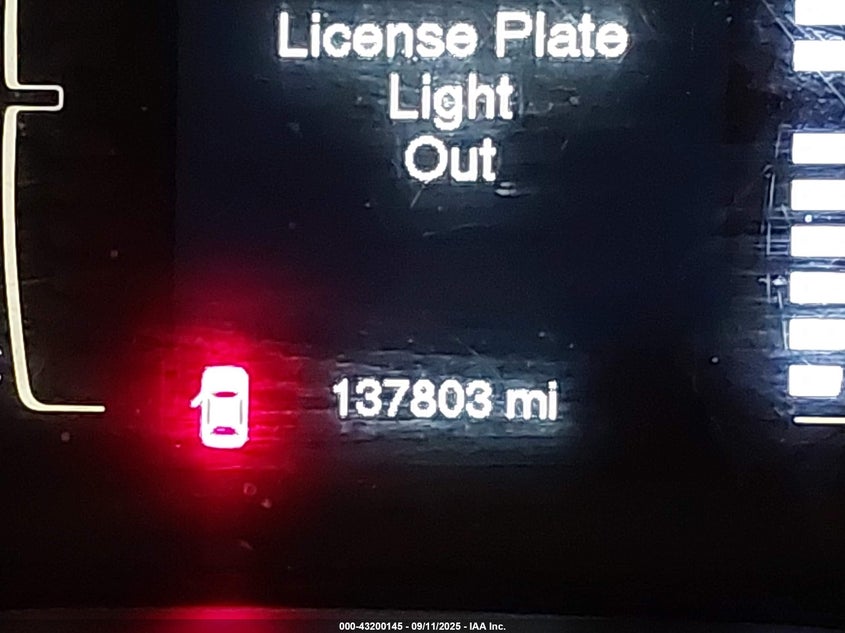 License Plate
Light
Out
137803 mi
000-43200145 - 09/11/2025 - IAA Inc.